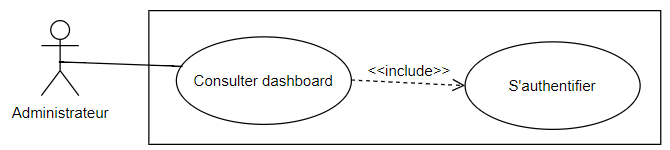 <<include>>
Consulter dashboard
S'authentifier
Administrateur